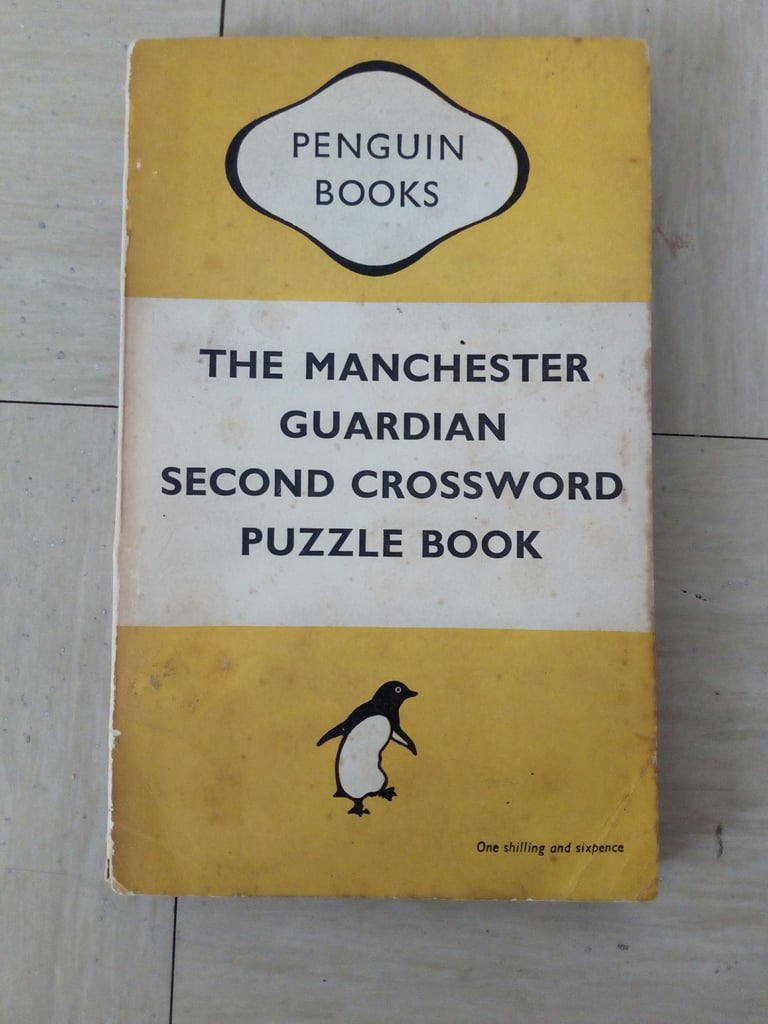 PENGUIN
BOOKS
THE MANCHESTER
GUARDIAN
SECOND CROSSWORD
PUZZLE BOOK
One shilling and sixpence